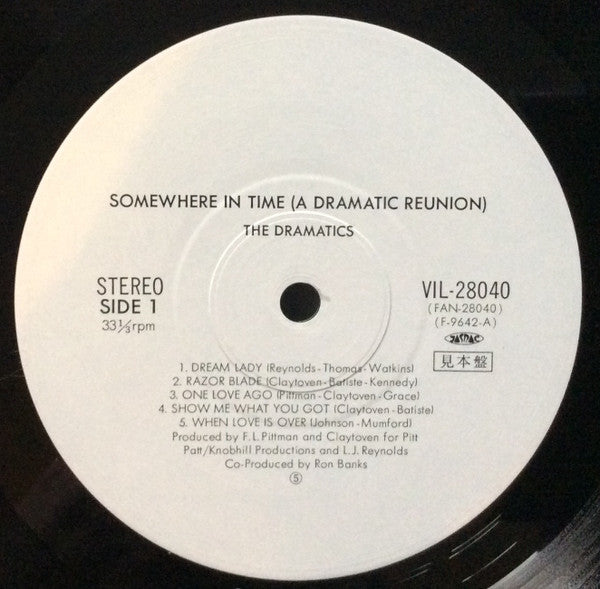 SOMEWHERE IN TIME (A DRAMATIC REUNION)
THE DRAMATICS
STEREO
SIDE 1
33⅓rpm
VIL-28040
(FAN-28040)
(F-9642-A)
JASRAC
見本盤
1. DREAM LADY (Reynolds-Thomas-Watkins)
2. RAZOR BLADE (Claytoven-Batiste-Kennedy)
3. ONE LOVE AGO (Pittman-Claytoven-Grace)
4. SHOW ME WHAT YOU GOT (Claytoven-Batiste)
5. WHEN LOVE IS OVER (Johnson-Mumford)
Produced by F.L.Pittman and Claytoven for Pitt
Patt/Knobhill Productions and L.J.Reynolds
Co-Produced by Ron Banks
⑤